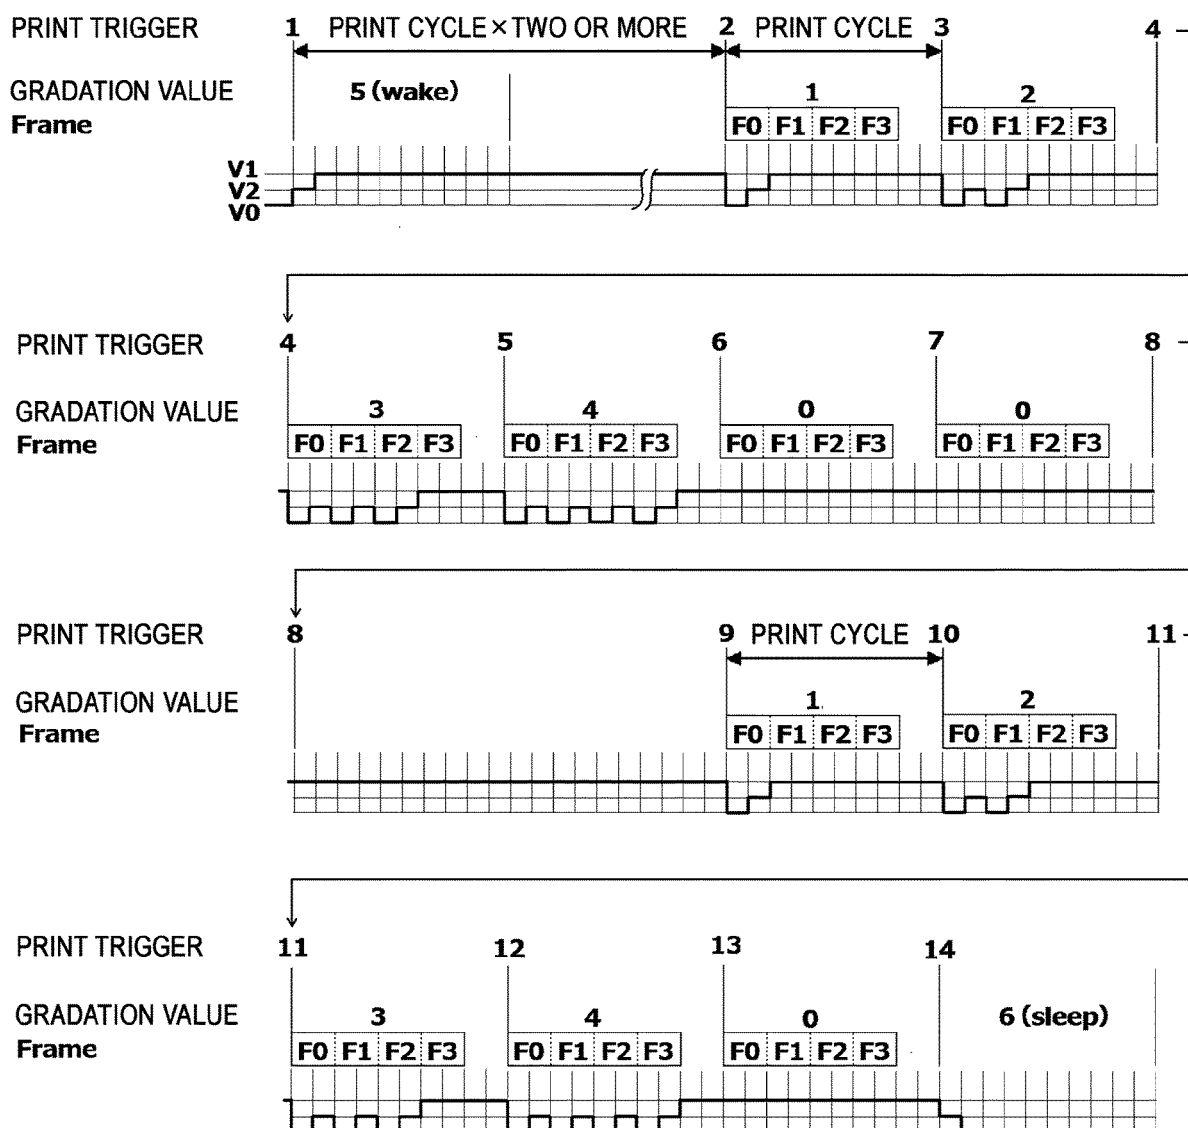 PRINT TRIGGER 1 PRINT CYCLE×TWO OR MORE 2 PRINT CYCLE 3 4
GRADATION VALUE 5 (wake) 1 2
Frame F0 F1 F2 F3 F0 F1 F2 F3
V1
V2
V0
PRINT TRIGGER 4 5 6 7 8
GRADATION VALUE 3 4 0 0
Frame F0 F1 F2 F3 F0 F1 F2 F3 F0 F1 F2 F3 F0 F1 F2 F3
PRINT TRIGGER 8 9 PRINT CYCLE 10 11
GRADATION VALUE 1 2
Frame F0 F1 F2 F3 F0 F1 F2 F3
PRINT TRIGGER 11 12 13 14
GRADATION VALUE 3 4 0 6 (sleep)
Frame F0 F1 F2 F3 F0 F1 F2 F3 F0 F1 F2 F3